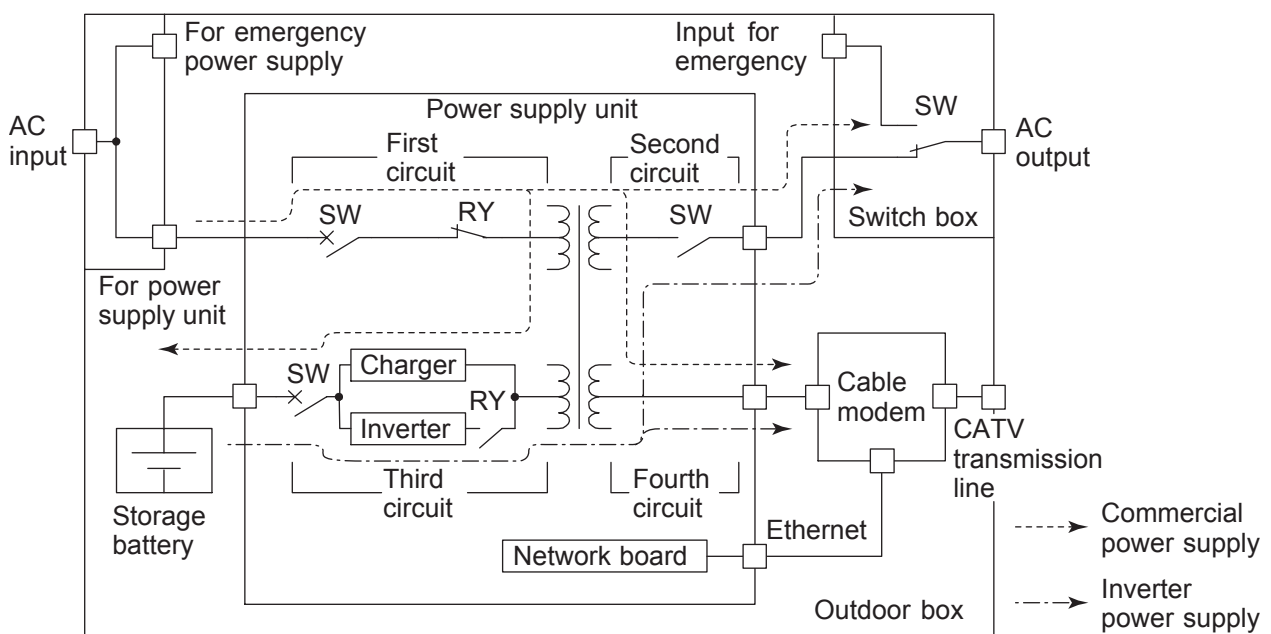 For emergency
power supply
Input for
emergency
AC
input
Power supply unit
SW
AC
output
First
circuit
Second
circuit
SW
RY
SW
Switch box
For power
supply unit
SW
Charger
RY
Inverter
Cable
modem
Third
circuit
Fourth
circuit
CATV
transmission
line
Storage
battery
Ethernet
Network board
Commercial
power supply
Inverter
power supply
Outdoor box